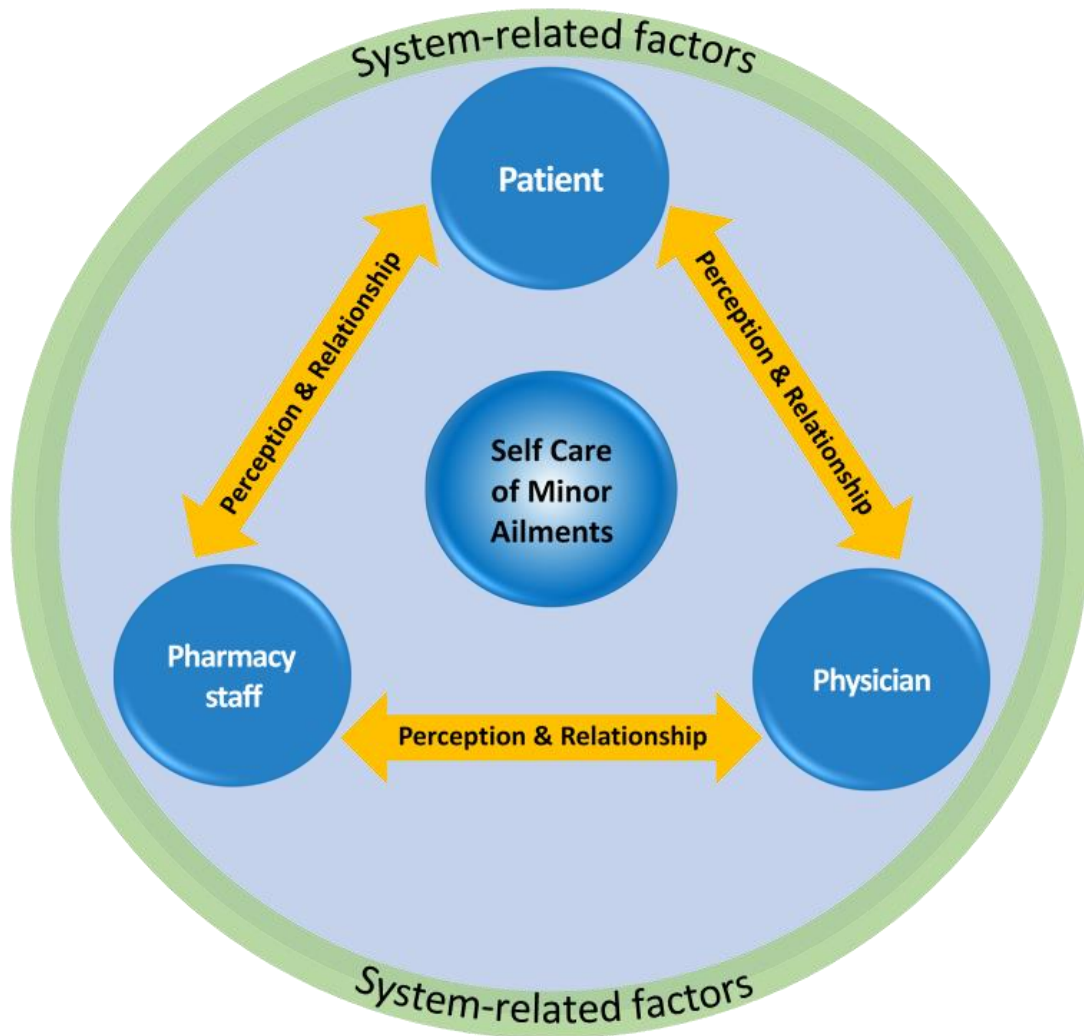 System-related factors
Patient
Perception & Relationship
Perception & Relationship
Self Care
of Minor
Ailments
Pharmacy
staff
Physician
Perception & Relationship
System-related factors